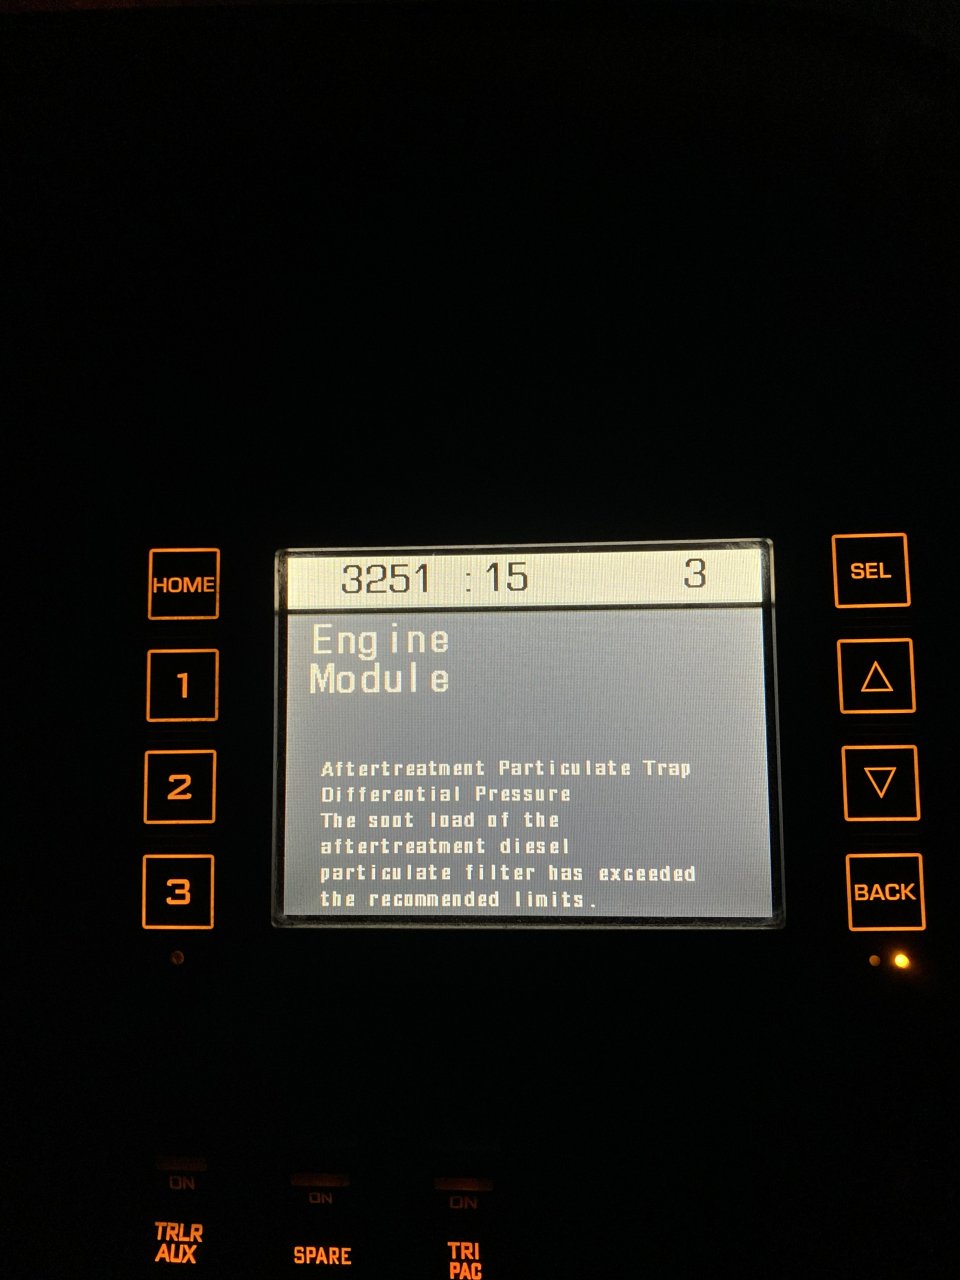 3251 : 15 3
Engine
Module
Aftertreatment Particulate Trap
Differential Pressure
The soot load of the
aftertreatment diesel
particulate filter has exceeded
the recommended limits.
HOME
1
2
3
SEL
BACK
ON
ON
ON
TRLR
AUX
SPARE
TRI
PAC